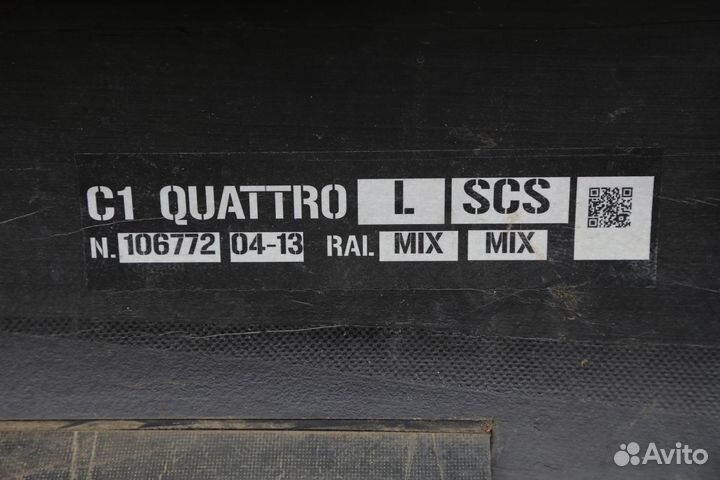 C1 QUATTRO L SCS
N. 106772 04-13 RAL MIX MIX
Avito